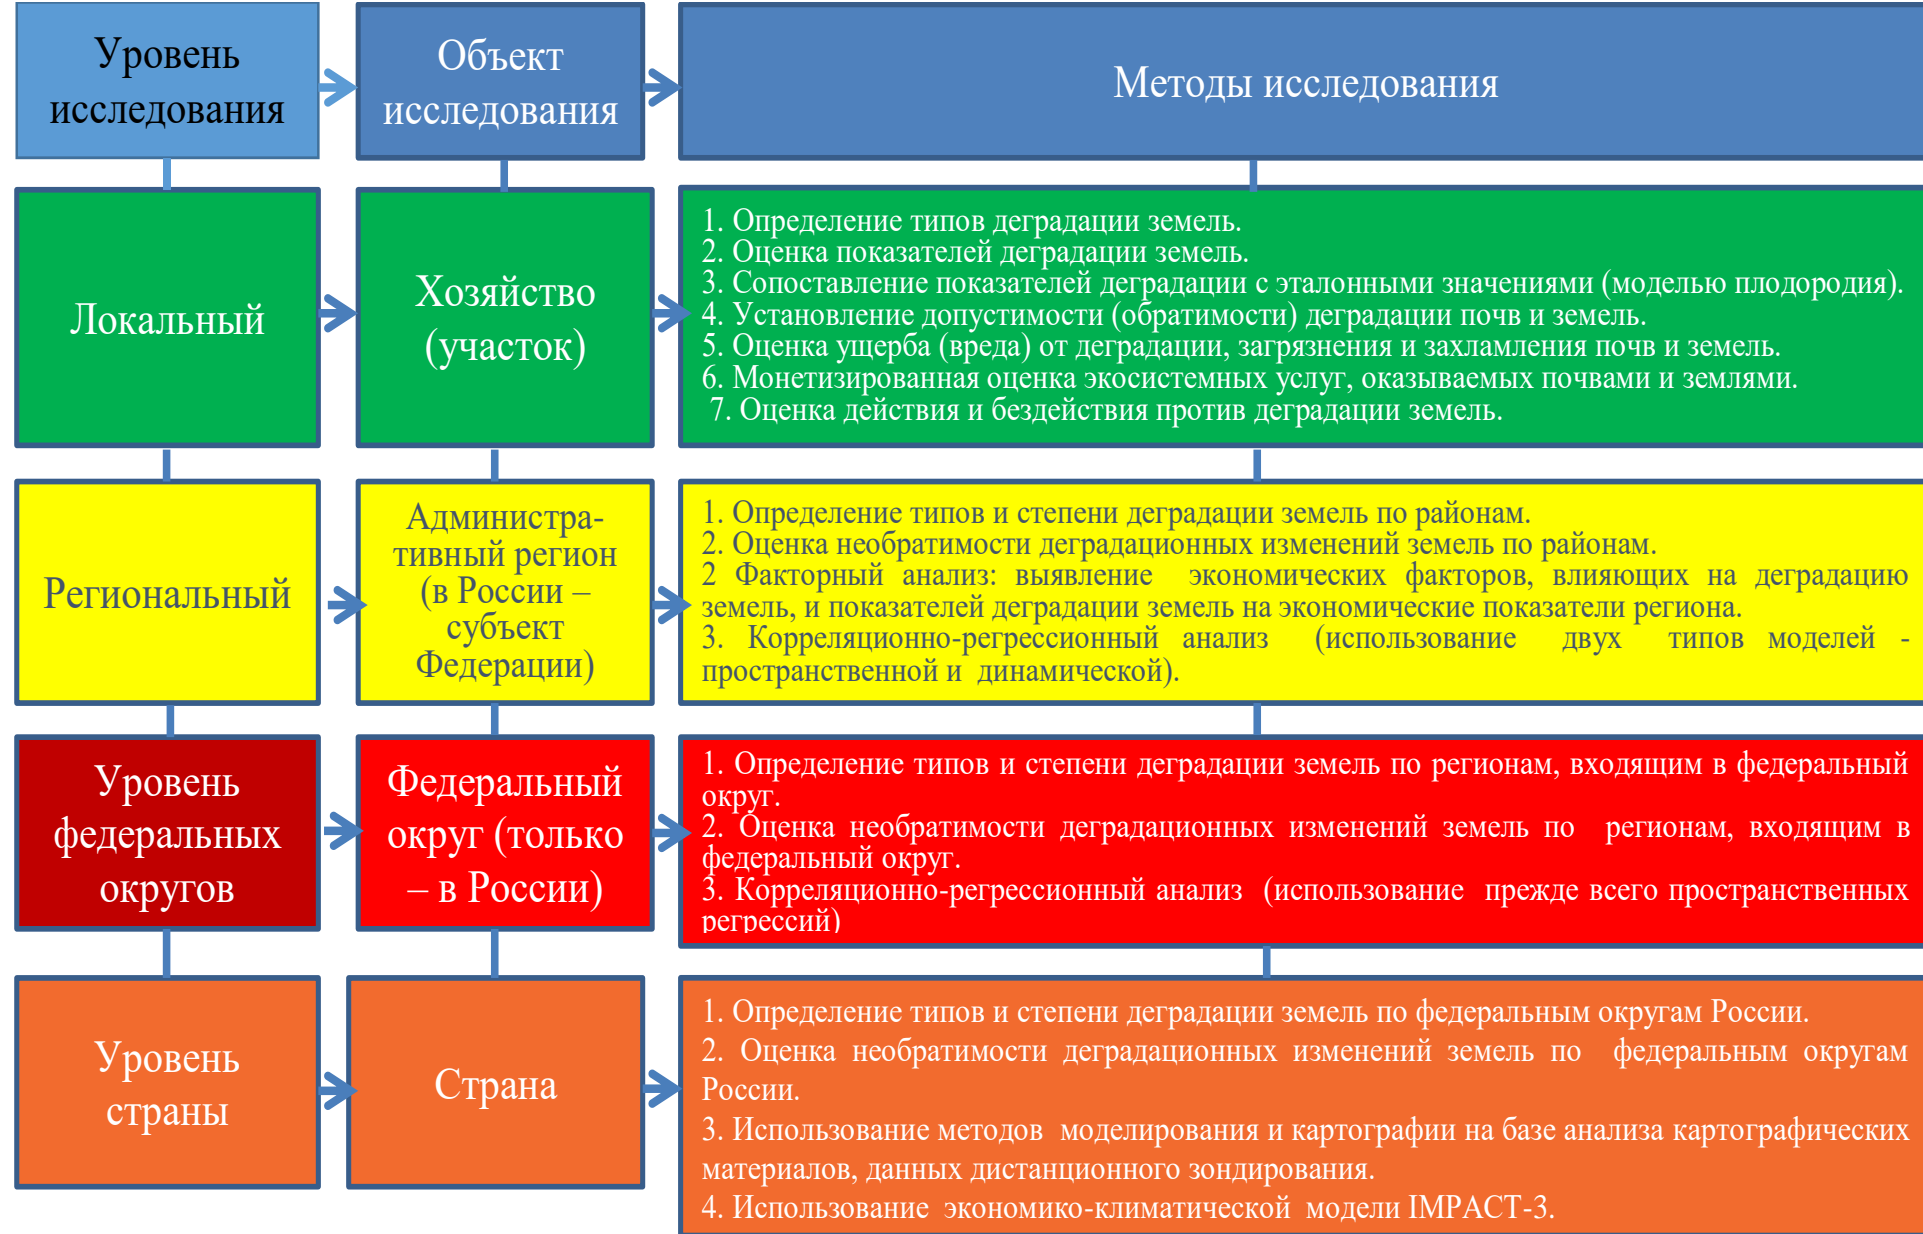 Уровень
исследования
Объект
исследования
Методы исследования
Локальный
Хозяйство
(участок)
1. Определение типов деградации земель.
2. Оценка показателей деградации земель.
3. Сопоставление показателей деградации с эталонными значениями (моделью плодородия).
4. Установление допустимости (обратимости) деградации почв и земель.
5. Оценка ущерба (вреда) от деградации, загрязнения и захламления почв и земель.
6. Монетизированная оценка экосистемных услуг, оказываемых почвами и землями.
7. Оценка действия и бездействия против деградации земель.
Региональный
Администра-
тивный регион
(в России –
субъект
Федерации)
1. Определение типов и степени деградации земель по районам.
2. Оценка необратимости деградационных изменений земель по районам.
2 Факторный анализ: выявление экономических факторов, влияющих на деградацию
земель, и показателей деградации земель на экономические показатели региона.
3. Корреляционно-регрессионный анализ (использование двух типов моделей -
пространственной и динамической).
Уровень
федеральных
округов
Федеральный
округ (только
– в России)
1. Определение типов и степени деградации земель по регионам, входящим в федеральный
округ.
2. Оценка необратимости деградационных изменений земель по регионам, входящим в
федеральный округ.
3. Корреляционно-регрессионный анализ (использование прежде всего пространственных
регрессий)
Уровень
страны
Страна
1. Определение типов и степени деградации земель по федеральным округам России.
2. Оценка необратимости деградационных изменений земель по федеральным округам
России.
3. Использование методов моделирования и картографии на базе анализа картографических
материалов, данных дистанционного зондирования.
4. Использование экономико-климатической модели IMPACT-3.